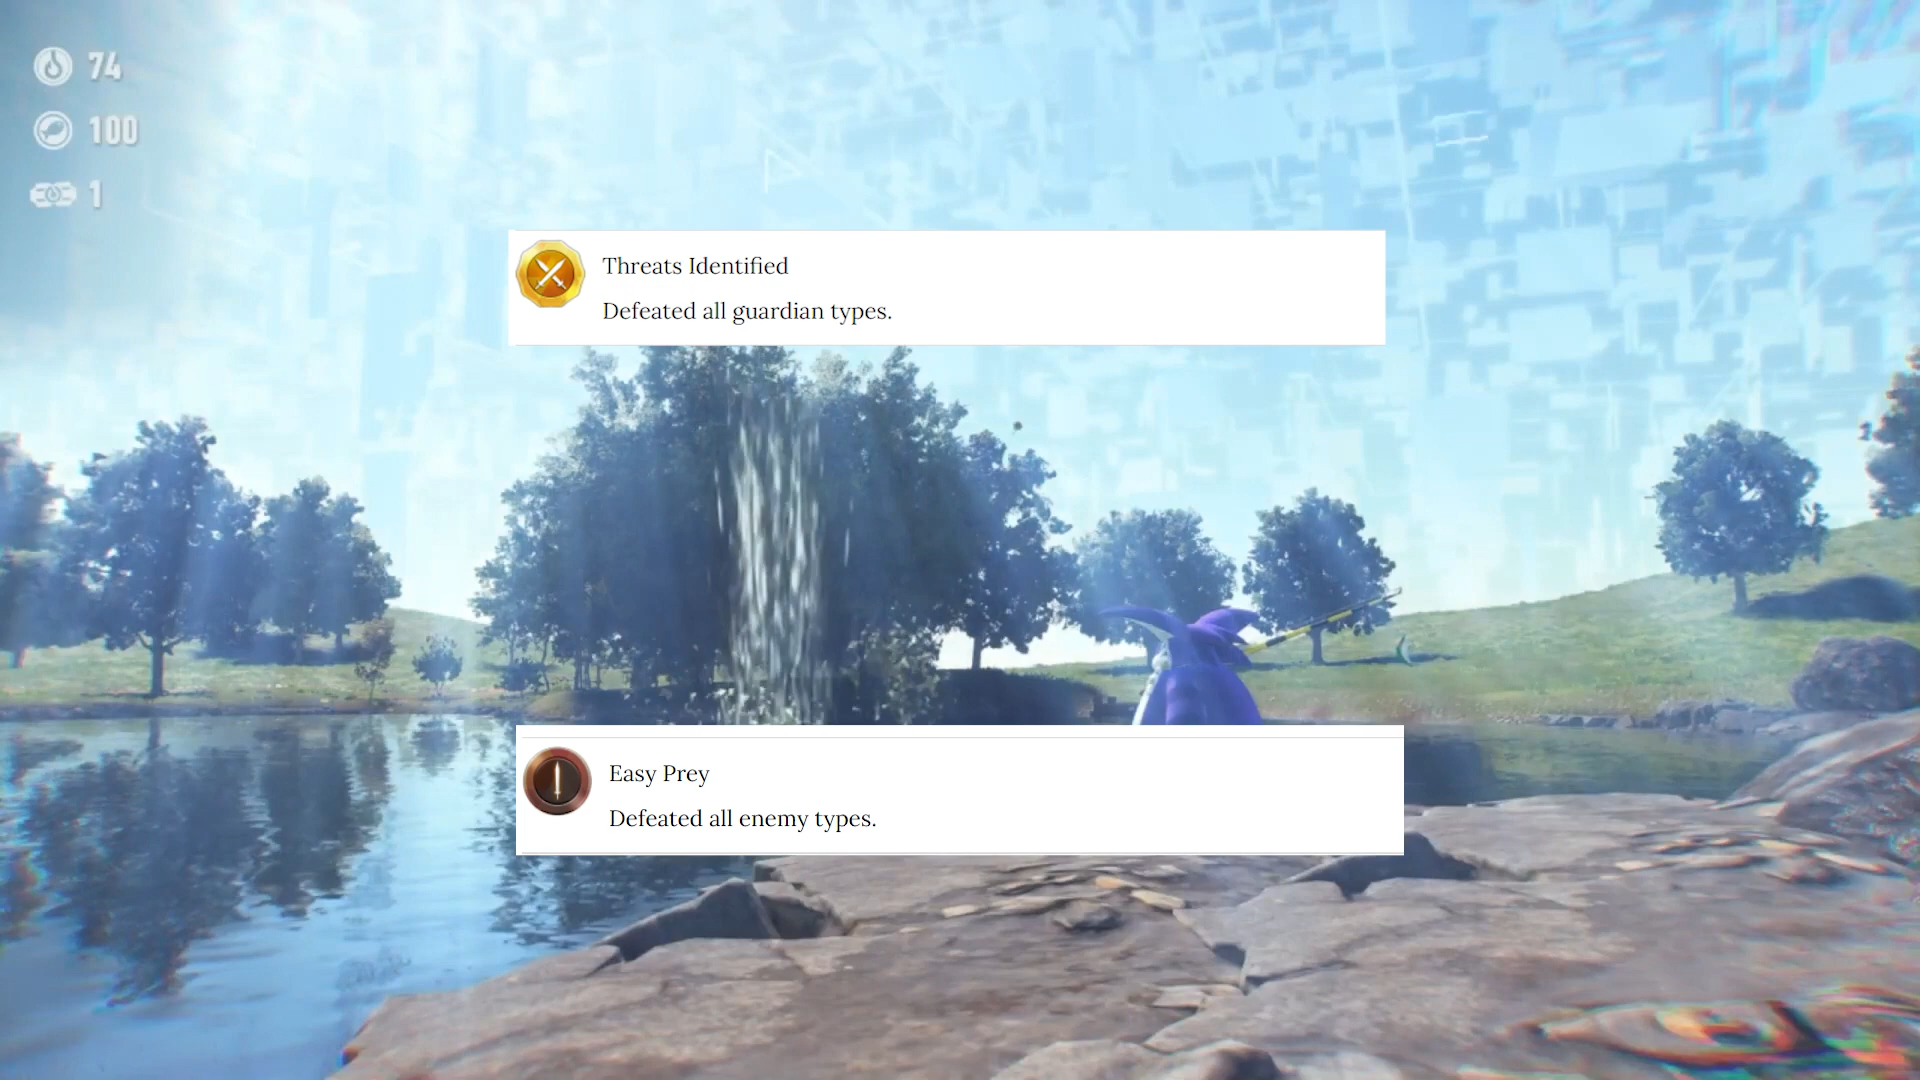 74
100
1
Threats Identified
Defeated all guardian types.
Easy Prey
Defeated all enemy types.